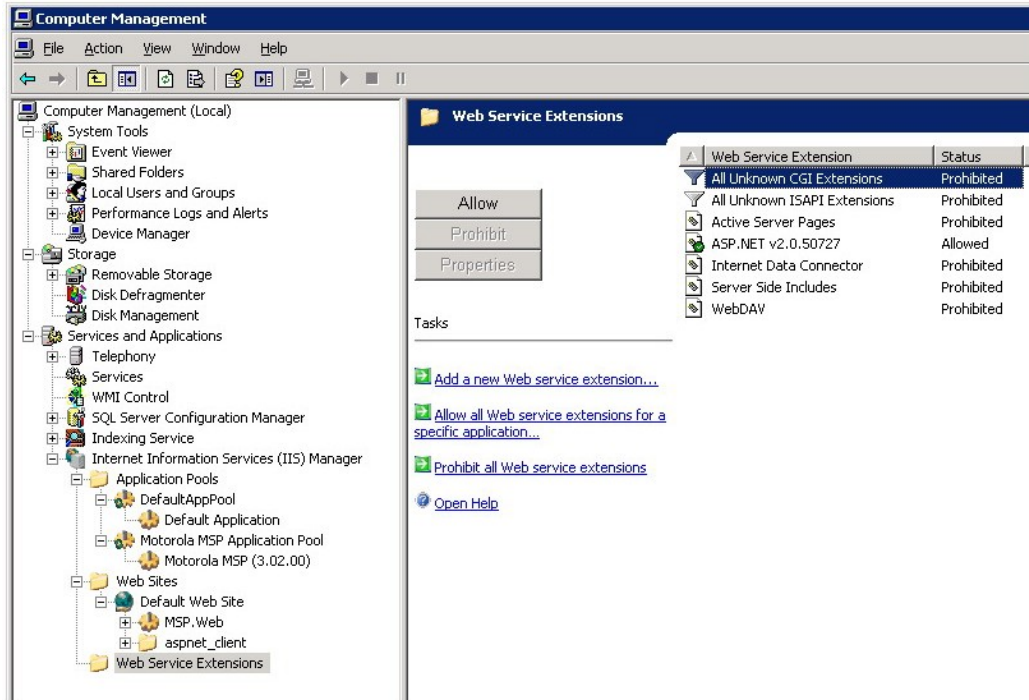 Computer Management
File Action View Window Help
Computer Management (Local)
System Tools
Event Viewer
Shared Folders
Local Users and Groups
Performance Logs and Alerts
Device Manager
Storage
Removable Storage
Disk Defragmenter
Disk Management
Services and Applications
Telephony
Services
WMI Control
SQL Server Configuration Manager
Indexing Service
Internet Information Services (IIS) Manager
Application Pools
DefaultAppPool
Default Application
Motorola MSP Application Pool
Motorola MSP (3.02.00)
Web Sites
Default Web Site
MSP.Web
aspnet_client
Web Service Extensions
Web Service Extensions
Allow
Prohibit
Properties
Tasks
Add a new Web service extension...
Allow all Web service extensions for a
specific application...
Prohibit all Web service extensions
Open Help
Web Service Extension Status
All Unknown CGI Extensions Prohibited
All Unknown ISAPI Extensions Prohibited
Active Server Pages Prohibited
ASP.NET v2.0.50727 Allowed
Internet Data Connector Prohibited
Server Side Includes Prohibited
WebDAV Prohibited